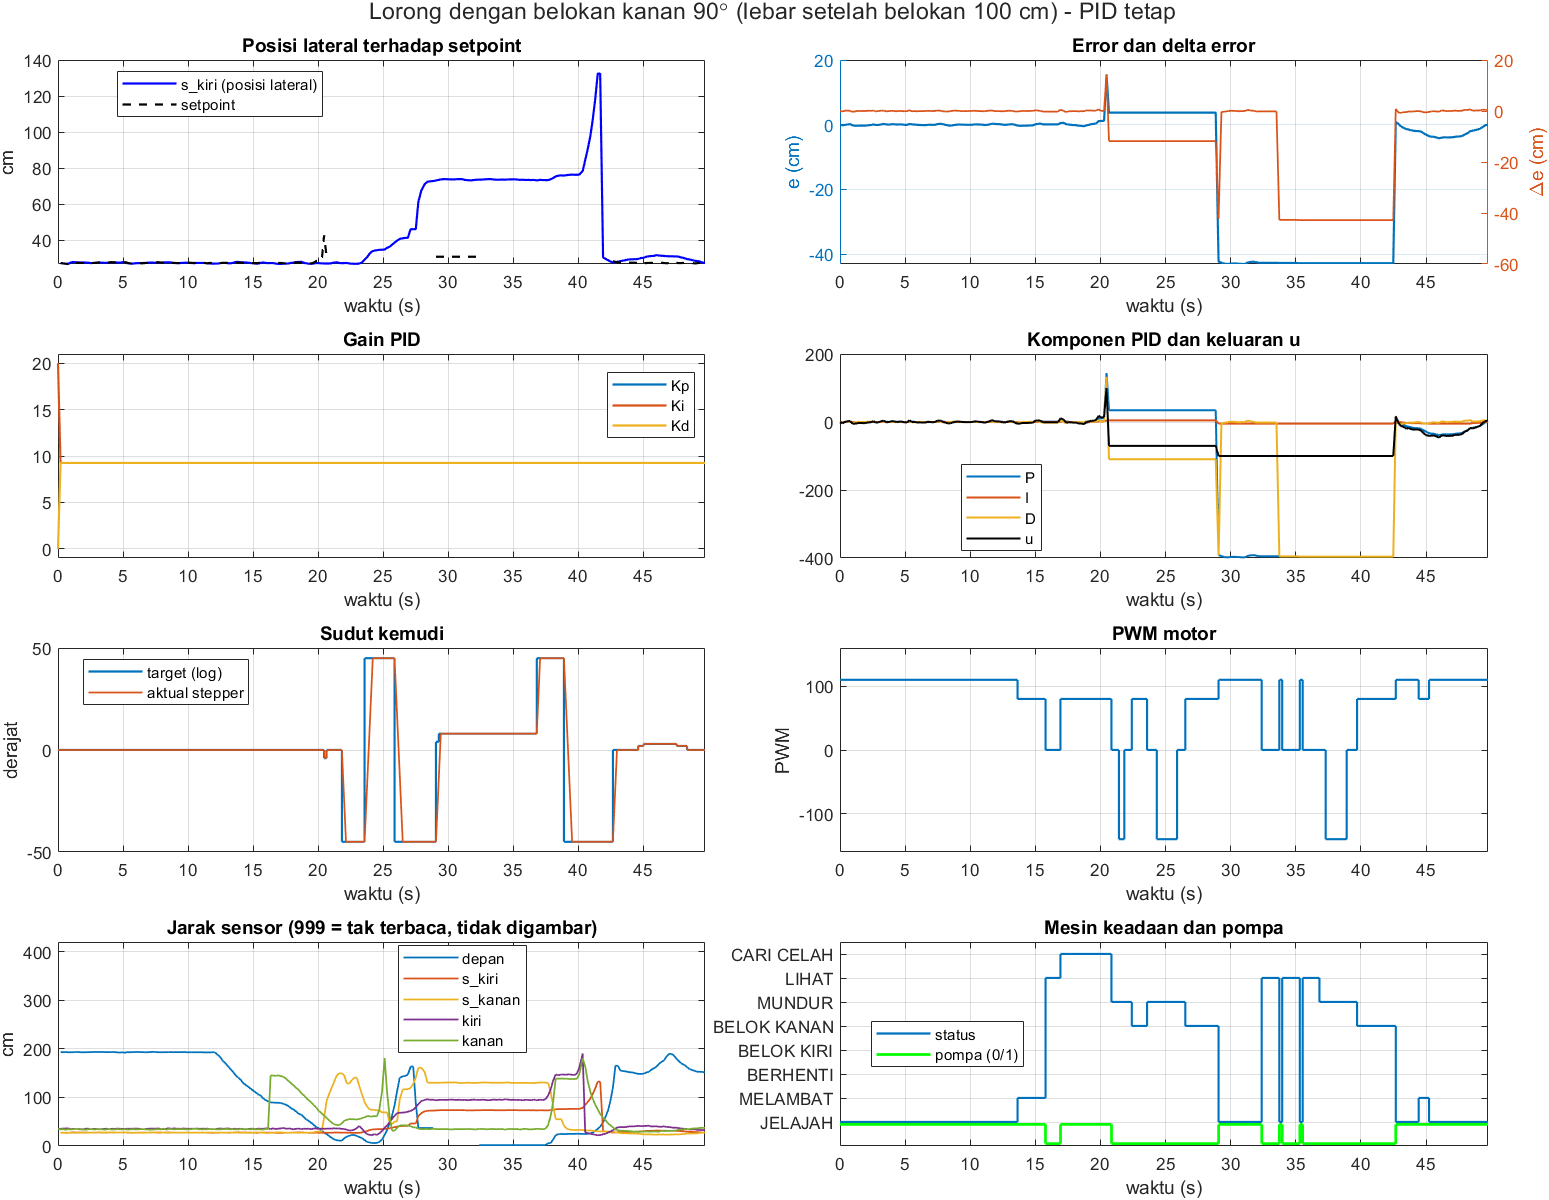 Lorong dengan belokan kanan 90° (lebar setelah belokan 100 cm) - PID tetap
Posisi lateral terhadap setpoint
140
120
100
80
60
40
cm
s_kiri (posisi lateral)
setpoint
0 5 10 15 20 25 30 35 40 45
waktu (s)
Error dan delta error
20
0
-20
-40
e (cm)
20
0
-20
-40
-60
Δe (cm)
0 5 10 15 20 25 30 35 40 45
waktu (s)
Gain PID
20
15
10
5
0
Kp
Ki
Kd
0 5 10 15 20 25 30 35 40 45
waktu (s)
Komponen PID dan keluaran u
200
0
-200
-400
P
I
D
u
0 5 10 15 20 25 30 35 40 45
waktu (s)
Sudut kemudi
50
0
-50
derajat
target (log)
aktual stepper
0 5 10 15 20 25 30 35 40 45
waktu (s)
PWM motor
100
0
-100
PWM
0 5 10 15 20 25 30 35 40 45
waktu (s)
Jarak sensor (999 = tak terbaca, tidak digambar)
400
300
200
100
0
cm
depan
s_kiri
s_kanan
kiri
kanan
0 5 10 15 20 25 30 35 40 45
waktu (s)
Mesin keadaan dan pompa
CARI CELAH
LIHAT
MUNDUR
BELOK KANAN
BELOK KIRI
BERHENTI
MELAMBAT
JELAJAH
status
pompa (0/1)
0 5 10 15 20 25 30 35 40 45
waktu (s)